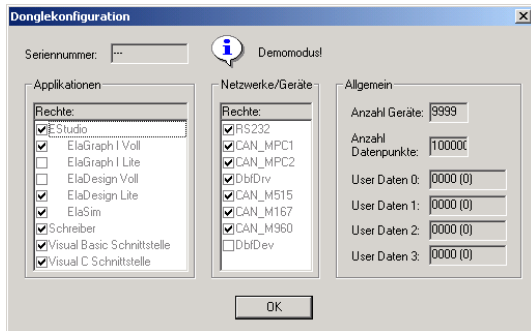 Donglekonfiguration
Seriennummer: ---
Demomodus!
Applikationen
Rechte:
EStudio
ElaGraph I Voll
ElaGraph I Lite
ElaDesign Voll
ElaDesign Lite
ElaSim
Schreiber
Visual Basic Schnittstelle
Visual C Schnittstelle
Netzwerke/Geräte
Rechte:
RS232
CAN_MPC1
CAN_MPC2
DbfDrv
CAN_M515
CAN_M167
CAN_M960
DbfDev
Allgemein
Anzahl Geräte: 9999
Anzahl
Datenpunkte:
User Daten 0: 0000 (0)
User Daten 1: 0000 (0)
User Daten 2: 0000 (0)
User Daten 3: 0000 (0)
OK